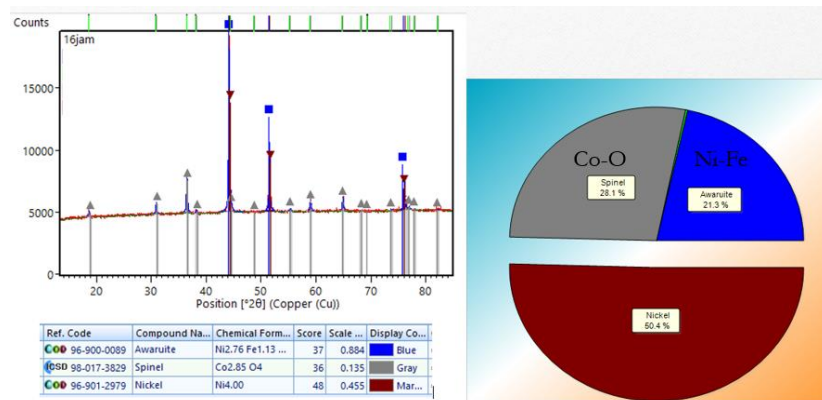 Counts
16jam
15000
10000
5000
0
20 30 40 50 60 70 80
Position [°2θ] (Copper (Cu))
Ref. Code Compound Na... Chemical Form... Score Scale ... Display Co...
COD 96-900-0089 Awaruite Ni2.76 Fe1.13 ... 37 0.884 Blue
ICSD 98-017-3829 Spinel Co2.85 O4 36 0.135 Gray
COD 96-901-2979 Nickel Ni4.00 48 0.455 Mar...
Co-O
Ni-Fe
Spinel
28.1 %
Awaruite
21.3 %
Nickel
50.4 %